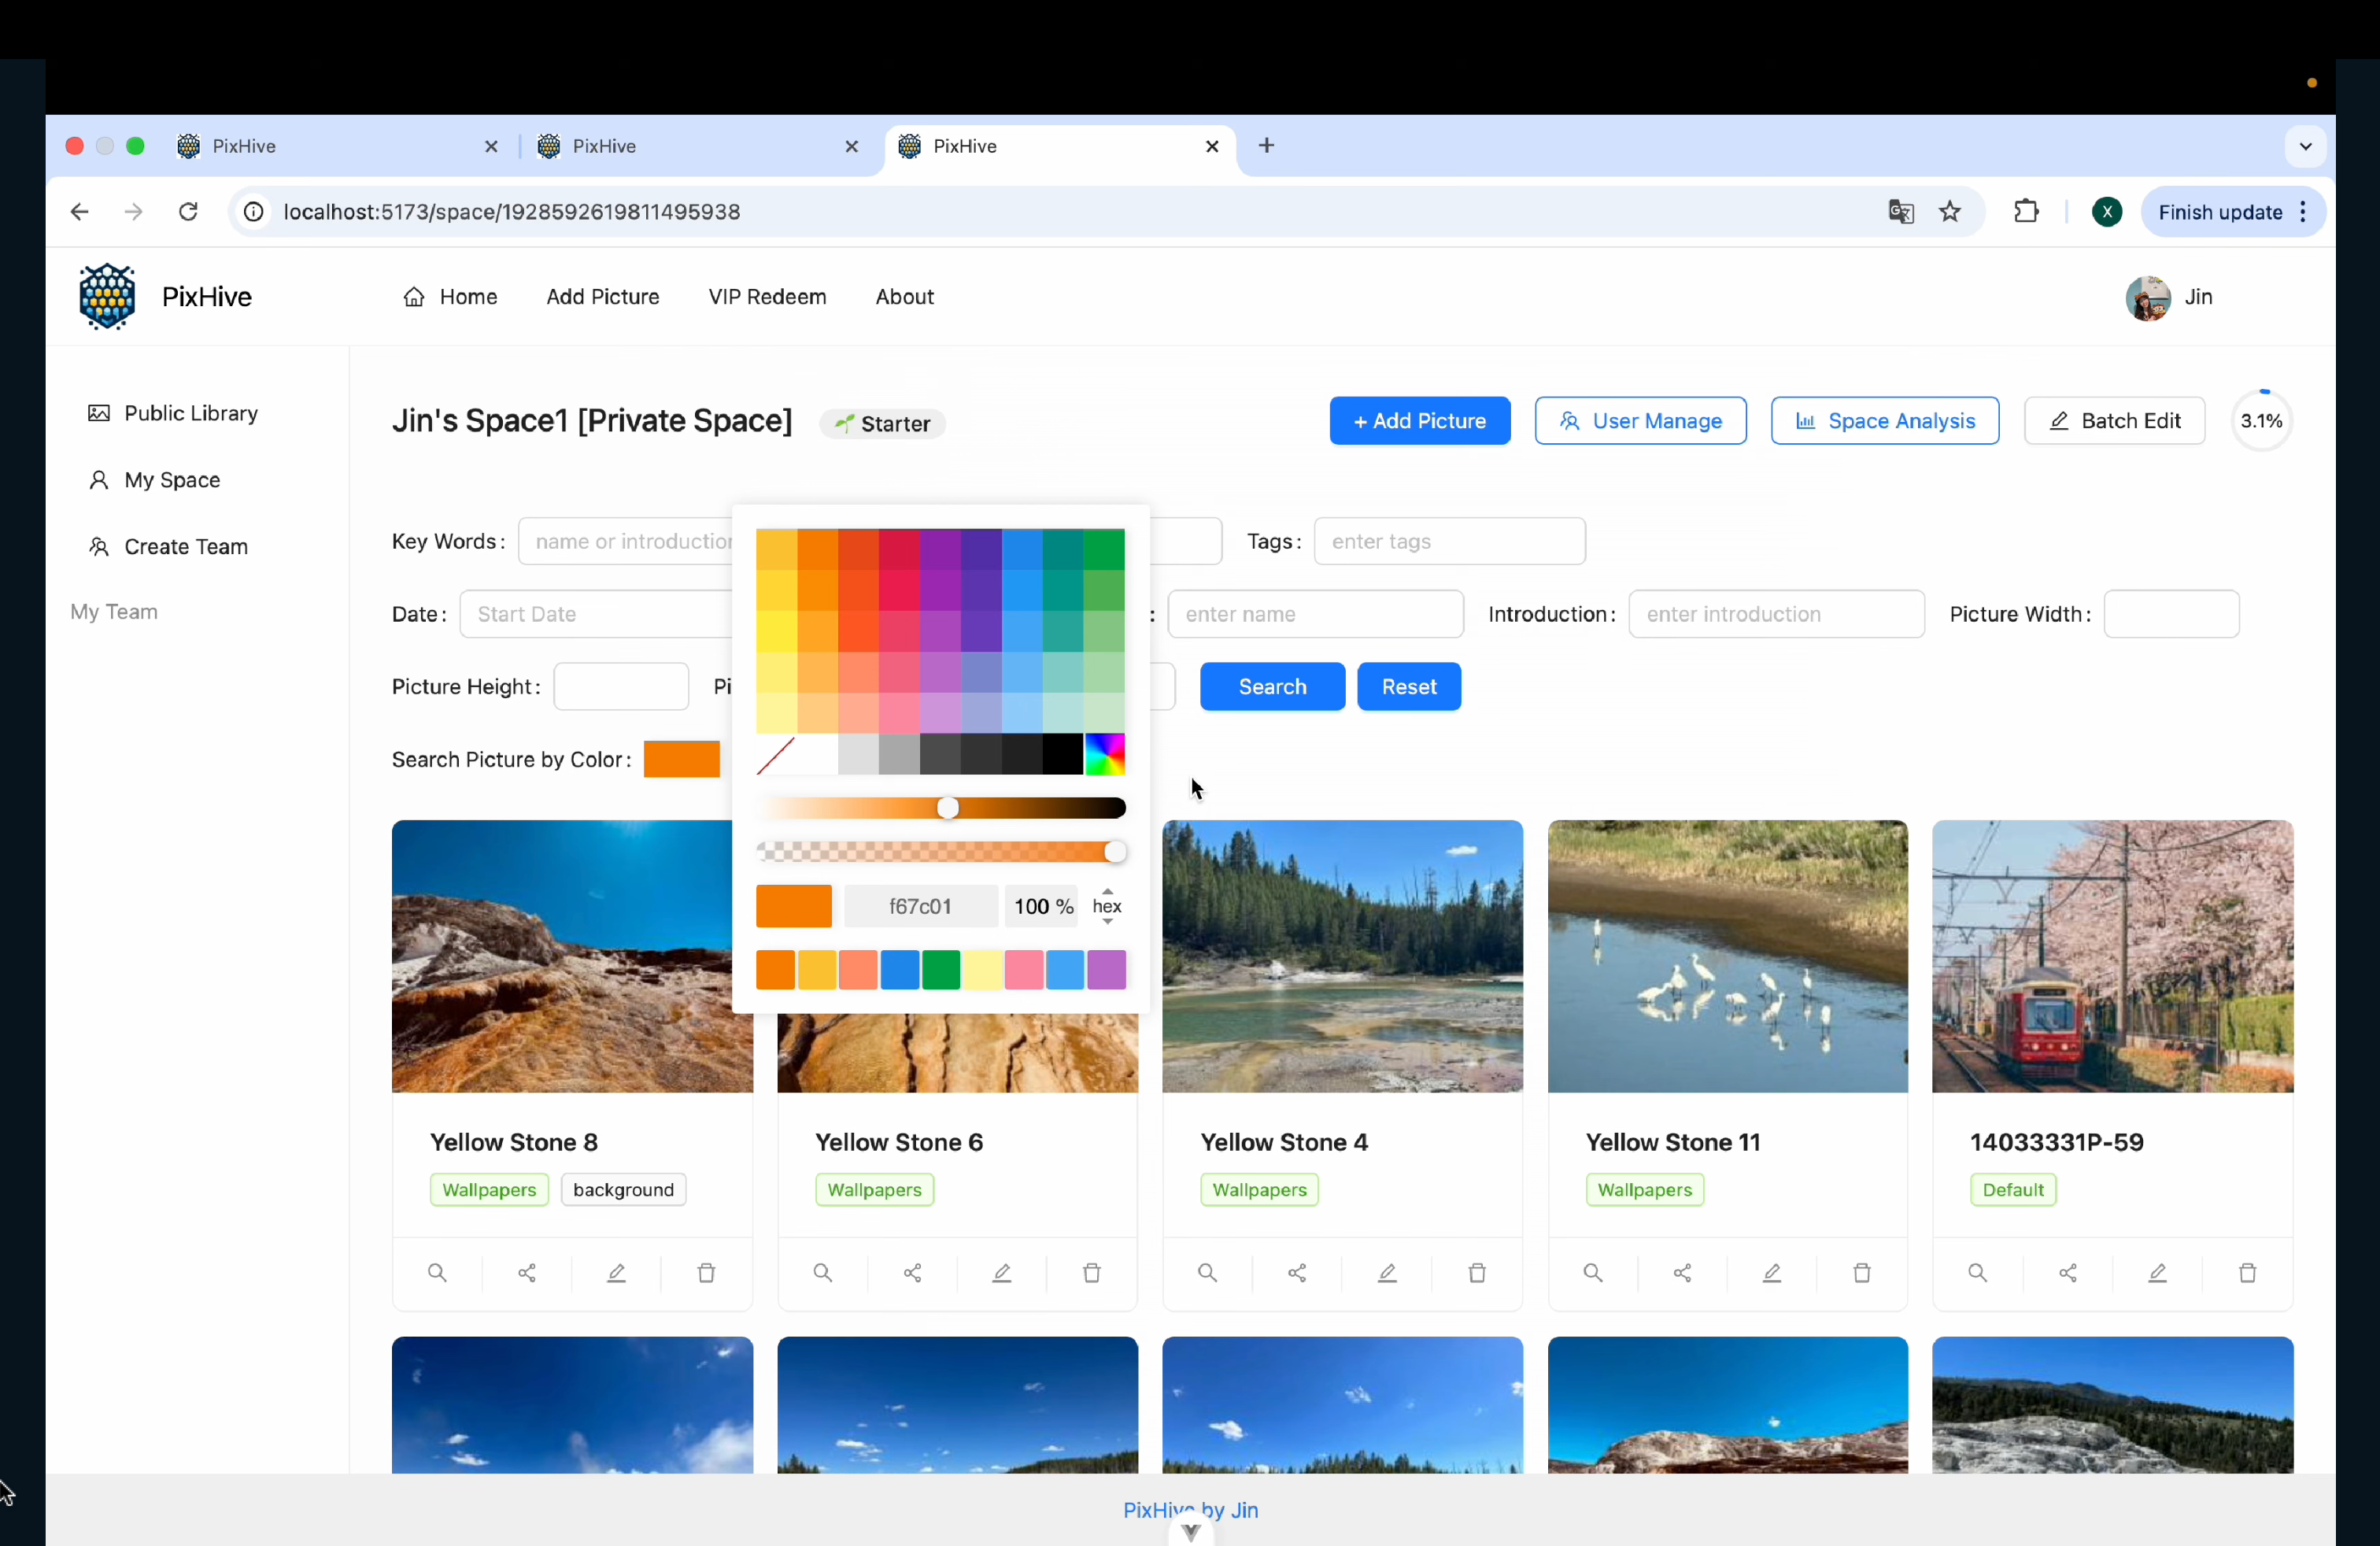 PixHive
PixHive
PixHive
localhost:5173/space/1928592619811495938
X
Finish update
PixHive
Home
Add Picture
VIP Redeem
About
Jin
Public Library
My Space
Create Team
My Team
Jin's Space1 [Private Space]
Starter
+ Add Picture
User Manage
Space Analysis
Batch Edit
3.1%
Key Words :
name or introduction
Tags :
enter tags
Date :
Start Date
:
enter name
Introduction :
enter introduction
Picture Width :
Picture Height :
Pi
Search
Reset
Search Picture by Color :
f67c01
100 %
hex
Yellow Stone 8
Wallpapers
background
Yellow Stone 6
Wallpapers
Yellow Stone 4
Wallpapers
Yellow Stone 11
Wallpapers
14033331P-59
Default
PixHive by Jin